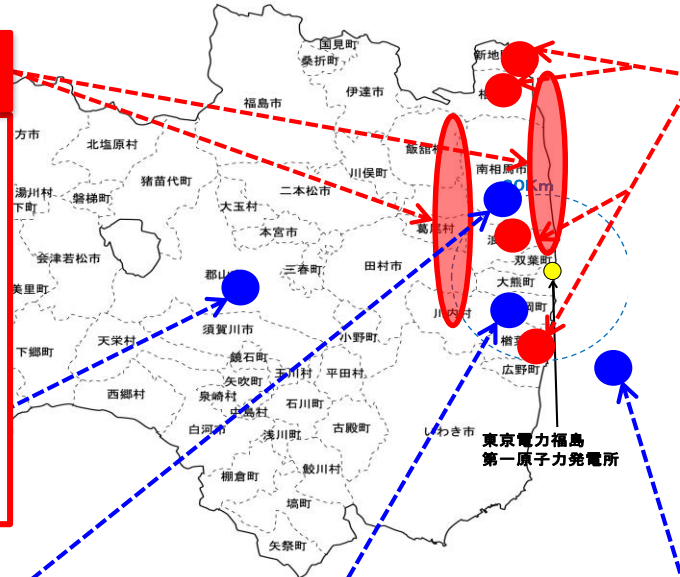 国見町
桑折町
新地
福島市
伊達市
相
方市
北塩原村
飯舘村
川俣町
南相馬市
猪苗代町
湯川村
下町
磐梯町
二本松市
大玉村
Km
葛尾村
本宮市
浪
会津若松市
双葉町
三春町
田村市
郡山
大熊町
美里町
岡町
川内村
須賀川市
天栄村
小野町
下郷町
鏡石町
楢
玉川村
平田村
広野町
矢吹町
西郷村
泉崎村
石川町
中島村
白河市
古殿町
浅川町
いわき市
東京電力福島
第一原子力発電所
鮫川村
棚倉町
塙町
矢祭町